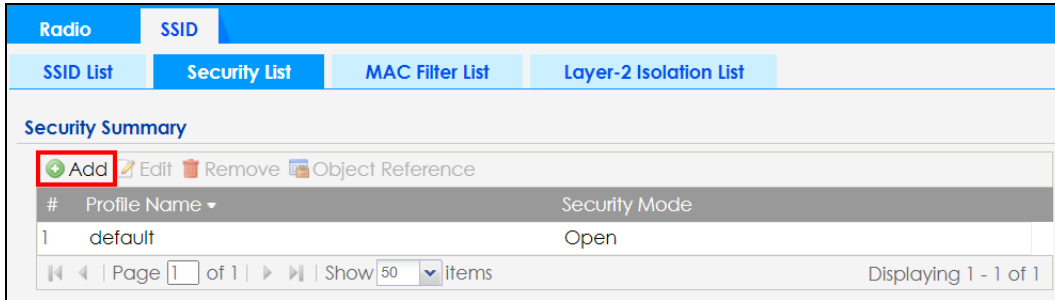 Radio SSID
SSID List Security List MAC Filter List Layer-2 Isolation List
Security Summary
Add Edit Remove Object Reference
# Profile Name Security Mode
1 default Open
Page 1 of 1 Show 50 items Displaying 1 - 1 of 1